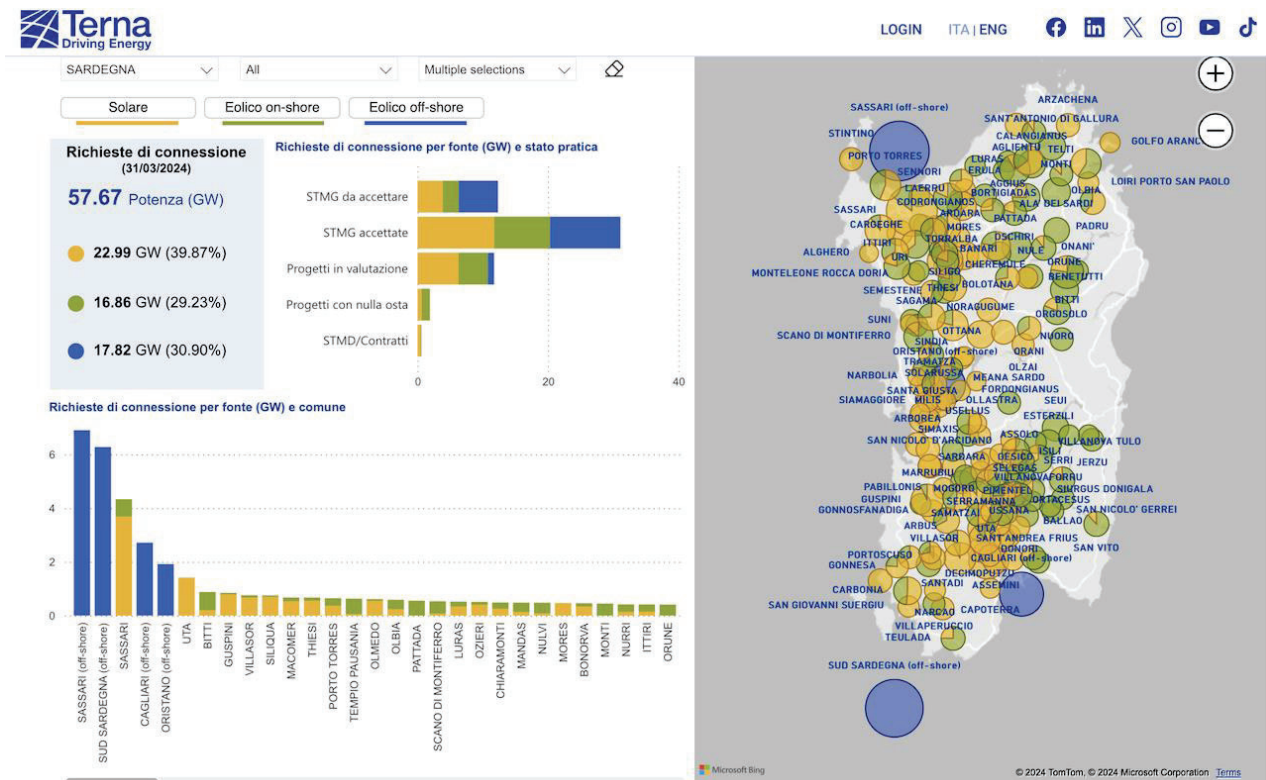 Terna
Driving Energy
LOGIN
ITA | ENG
SARDEGNA
All
Multiple selections
Solare
Eolico on-shore
Eolico off-shore
Richieste di connessione
(31/03/2024)
57.67 Potenza (GW)
22.99 GW (39.87%)
16.86 GW (29.23%)
17.82 GW (30.90%)
Richieste di connessione per fonte (GW) e stato pratica
STMG da accettare
STMG accettate
Progetti in valutazione
Progetti con nulla osta
STMD/Contratti
0
20
40
Richieste di connessione per fonte (GW) e comune
6
4
2
0
SASSARI (off-shore)
SUD SARDEGNA (off-shore)
SASSARI
CAGLIARI (off-shore)
ORISTANO (off-shore)
UTA
BITTI
GUSPINI
VILLASOR
SILIQUA
MACOMER
THIESI
PORTO TORRES
TEMPIO PAUSANIA
OLMEDO
OLBIA
PATTADA
SCANO DI MONTIFERRO
LURAS
OZIERI
CHIARAMONTI
MANDAS
NULVI
MORES
BONORVA
MONTI
NURRI
ITTIRI
ORUNE
ARZACHENA
SASSARI (off-shore)
SANT'ANTONIO DI GALLURA
STINTINO
CALANGIANUS
GOLFO ARANC
AGLIENTO
TELTI
PORTO TORRES
LURAS
MONTI
SENNORI
ERULA
LOIRI PORTO SAN PAOLO
AGGIUS
LAERRU
BORTIGIADAS
OLBIA
CODRONGIANOS
ALA DEI SARDI
SASSARI
ARDARA
PATTADA
CARGEGHE
MORES
PADRU
ITTIRI
TORRALBA
OSCHIRI
ALGHERO
BANARI
NULE
ONANI'
URI
CHEREMULE
ORUNE
MONTELEONE ROCCA DORIA
SILIGO
BENETUTTI
SEMESTENE
THIESI
BOLOTANA
SAGAMA
BITTI
NORAGUGUME
ORGOSOLO
SUNI
OTTANA
SCANO DI MONTIFERRO
NUORO
SINDIA
ORISTANO (off-shore)
ORANI
TRAMATZA
OLZAI
NARBOLIA
SOLARUSSA
MEANA SARDO
SANTA GIUSTA
FORDONGIANUS
SIAMAGGIORE
MILIS
OLLASTRA
SEUI
USELLUS
ARBOREA
ESTERZILI
SIMAXIS
SAN NICOLO' D'ARCIDANO
ASSOLO
VILLANOVA TULO
ISILI
SARDARA
GESICO
SERRI
JERZU
MARRUBIU
SELEGAS
VILLANOVAFORRU
PABILLONIS
MOGORO
PIMENTEL
SIURGUS DONIGALA
GUSPINI
SERRAMANNA
ORTACESUS
GONNOSFANADIGA
SAMATZAI
USSANA
SAN NICOLO' GERREI
ARBUS
UTA
BALLAO
VILLASOR
SANT'ANDREA FRIUS
PORTOSCUSO
DONORI
SAN VITO
GONNESA
CAGLIARI (off-shore)
DECIMOPUTZU
CARBONIA
SANTADI
ASSEMINI
SAN GIOVANNI SUERGIU
NARCAO
CAPOTERRA
VILLAPERUCCIO
TEULADA
SUD SARDEGNA (off-shore)
Microsoft Bing
© 2024 TomTom, © 2024 Microsoft Corporation Terms